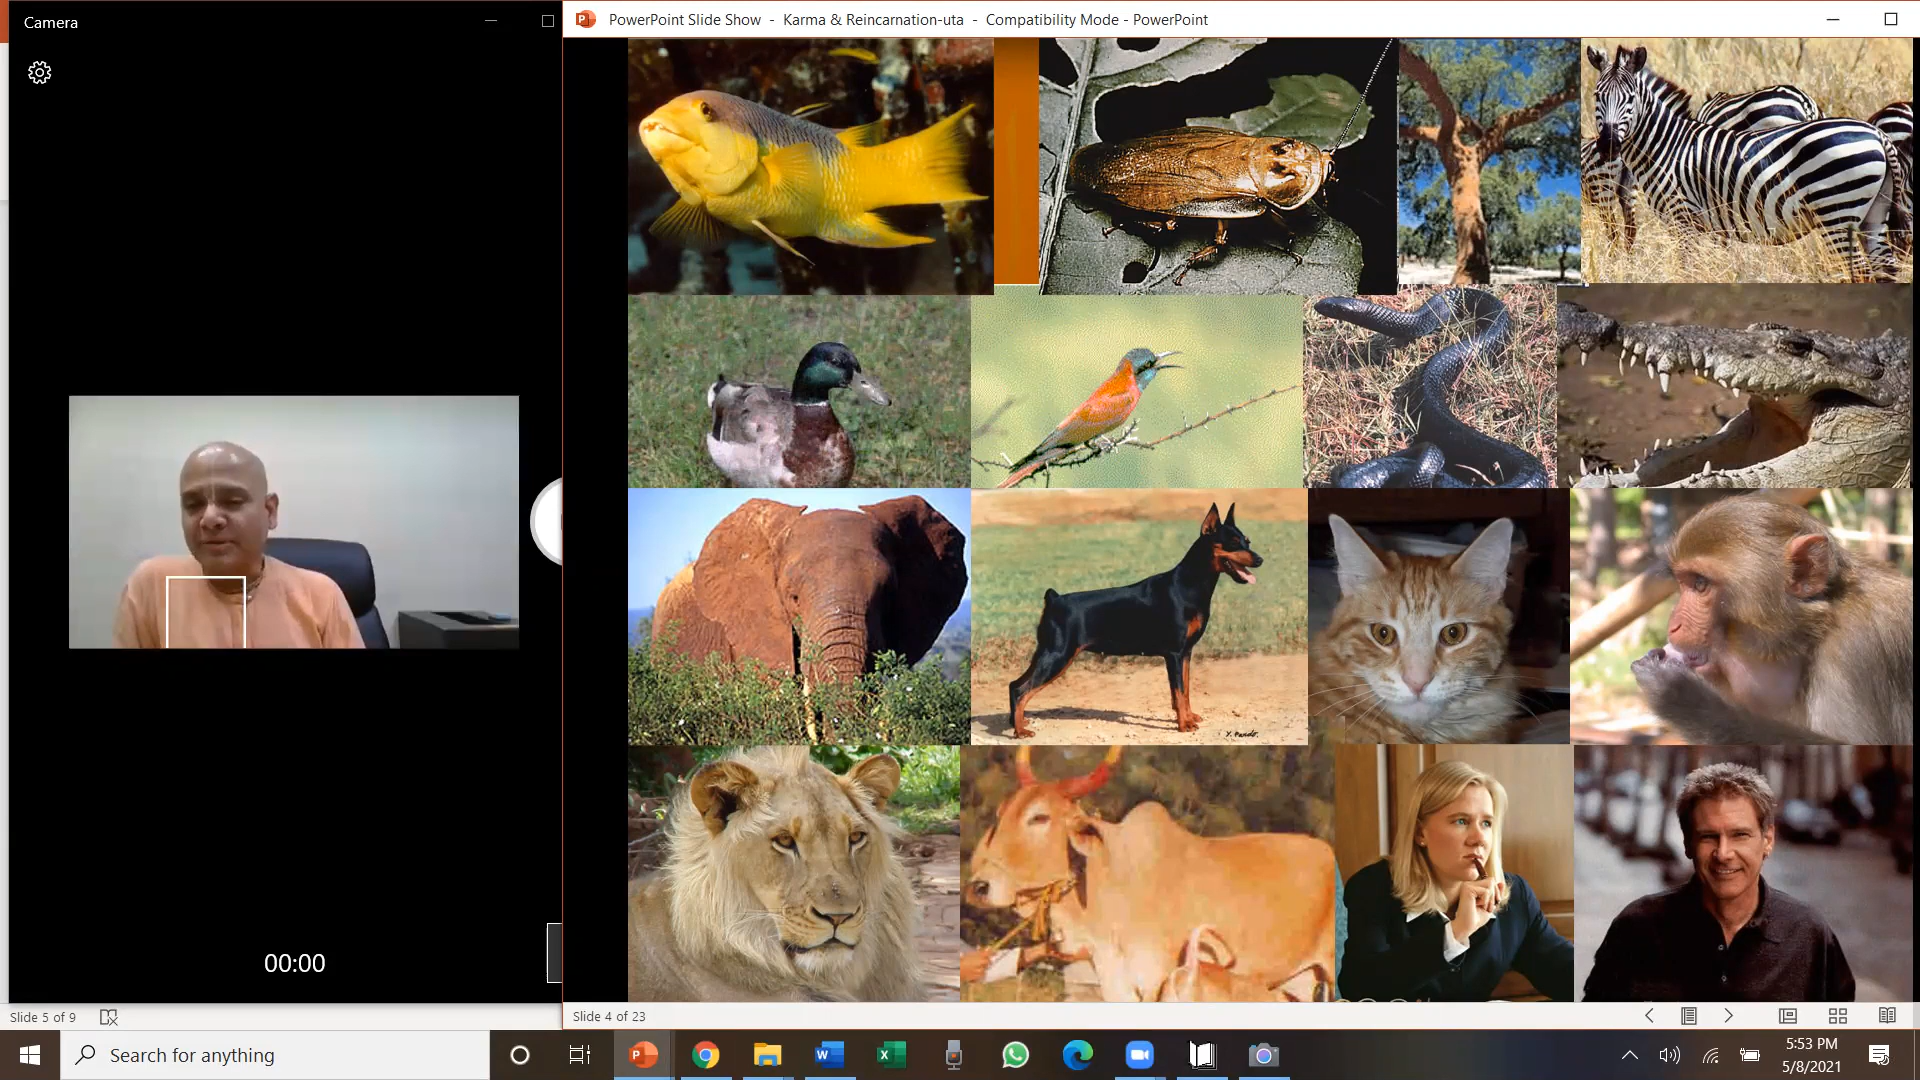 Camera
PowerPoint Slide Show - Karma & Reincarnation-uta - Compatibility Mode - PowerPoint
00:00
Slide 5 of 9
Slide 4 of 23
Search for anything
5:53 PM
5/8/2021